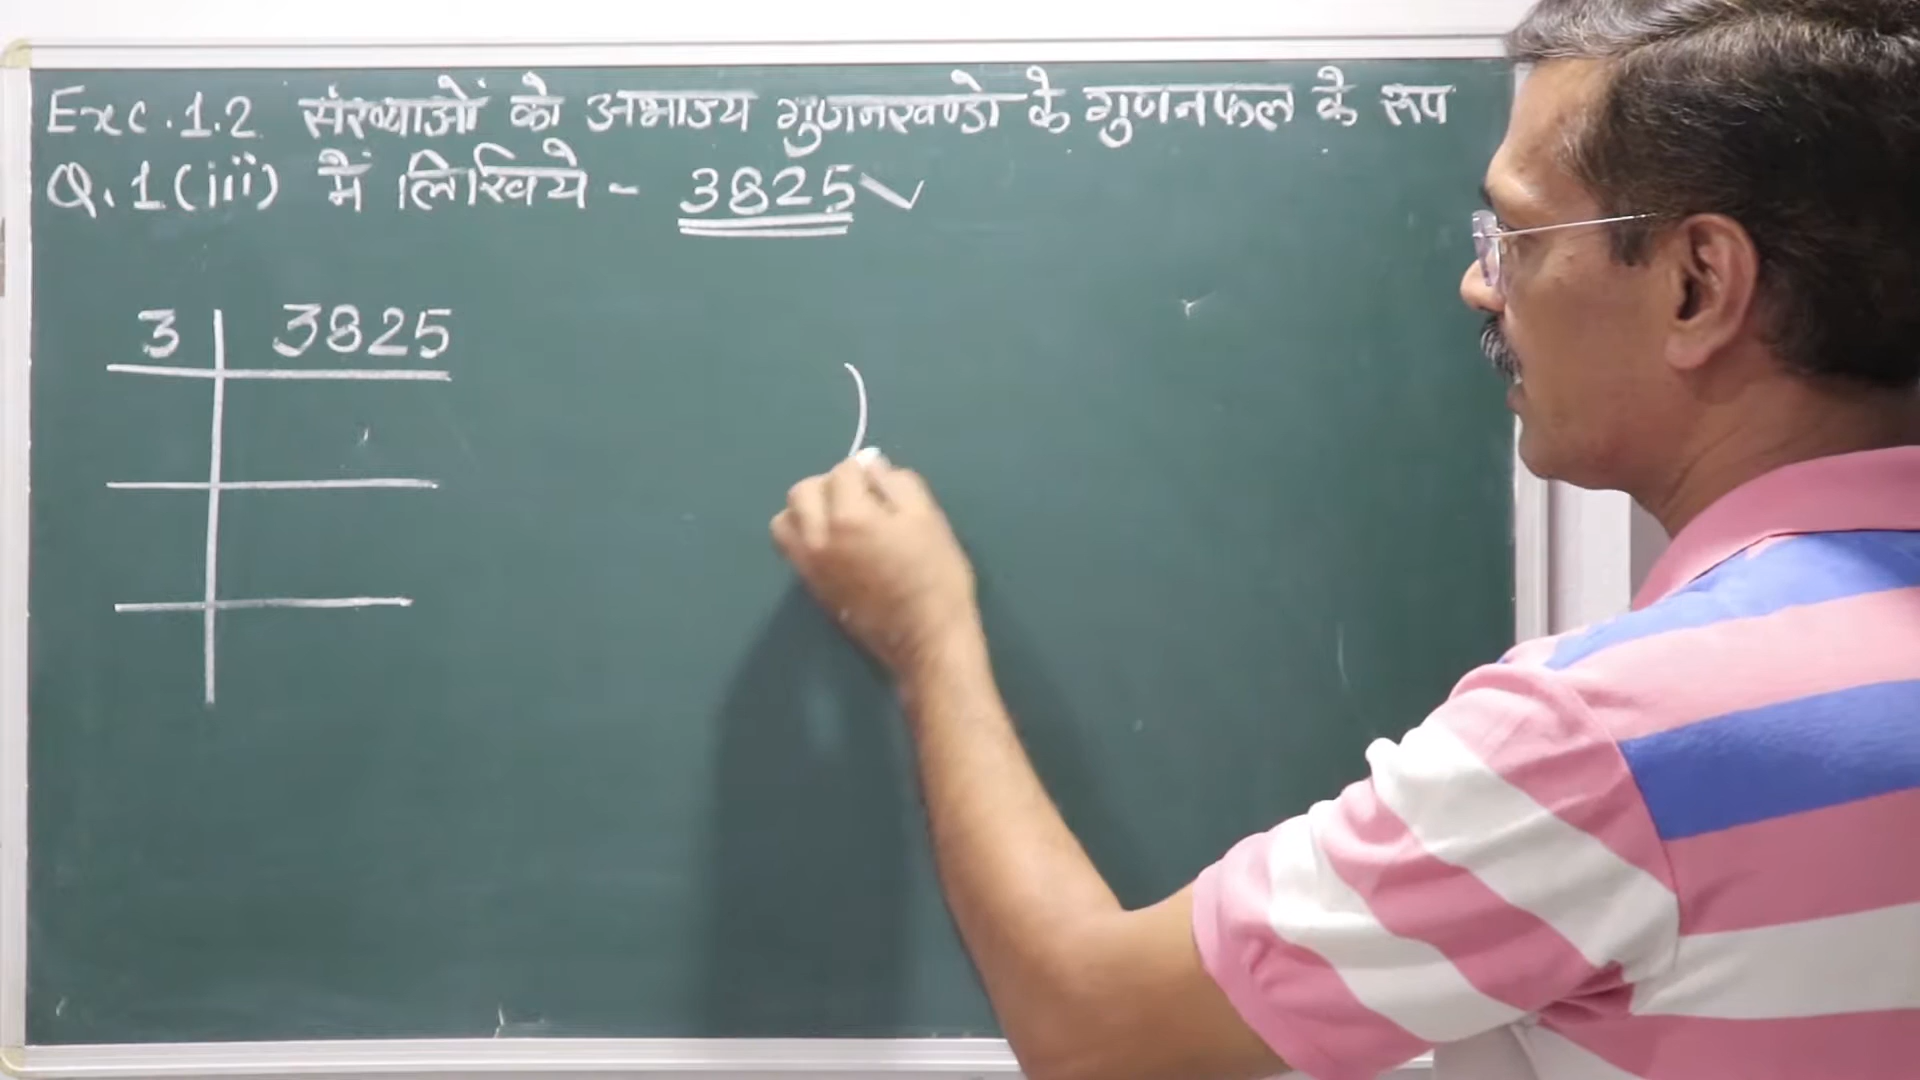 Exc.1.2 संख्याओं को अभाज्य गुणनखण्डो के गुणनफल के रूप
Q.1(iii) में लिखिये - 3825
3 3825
)